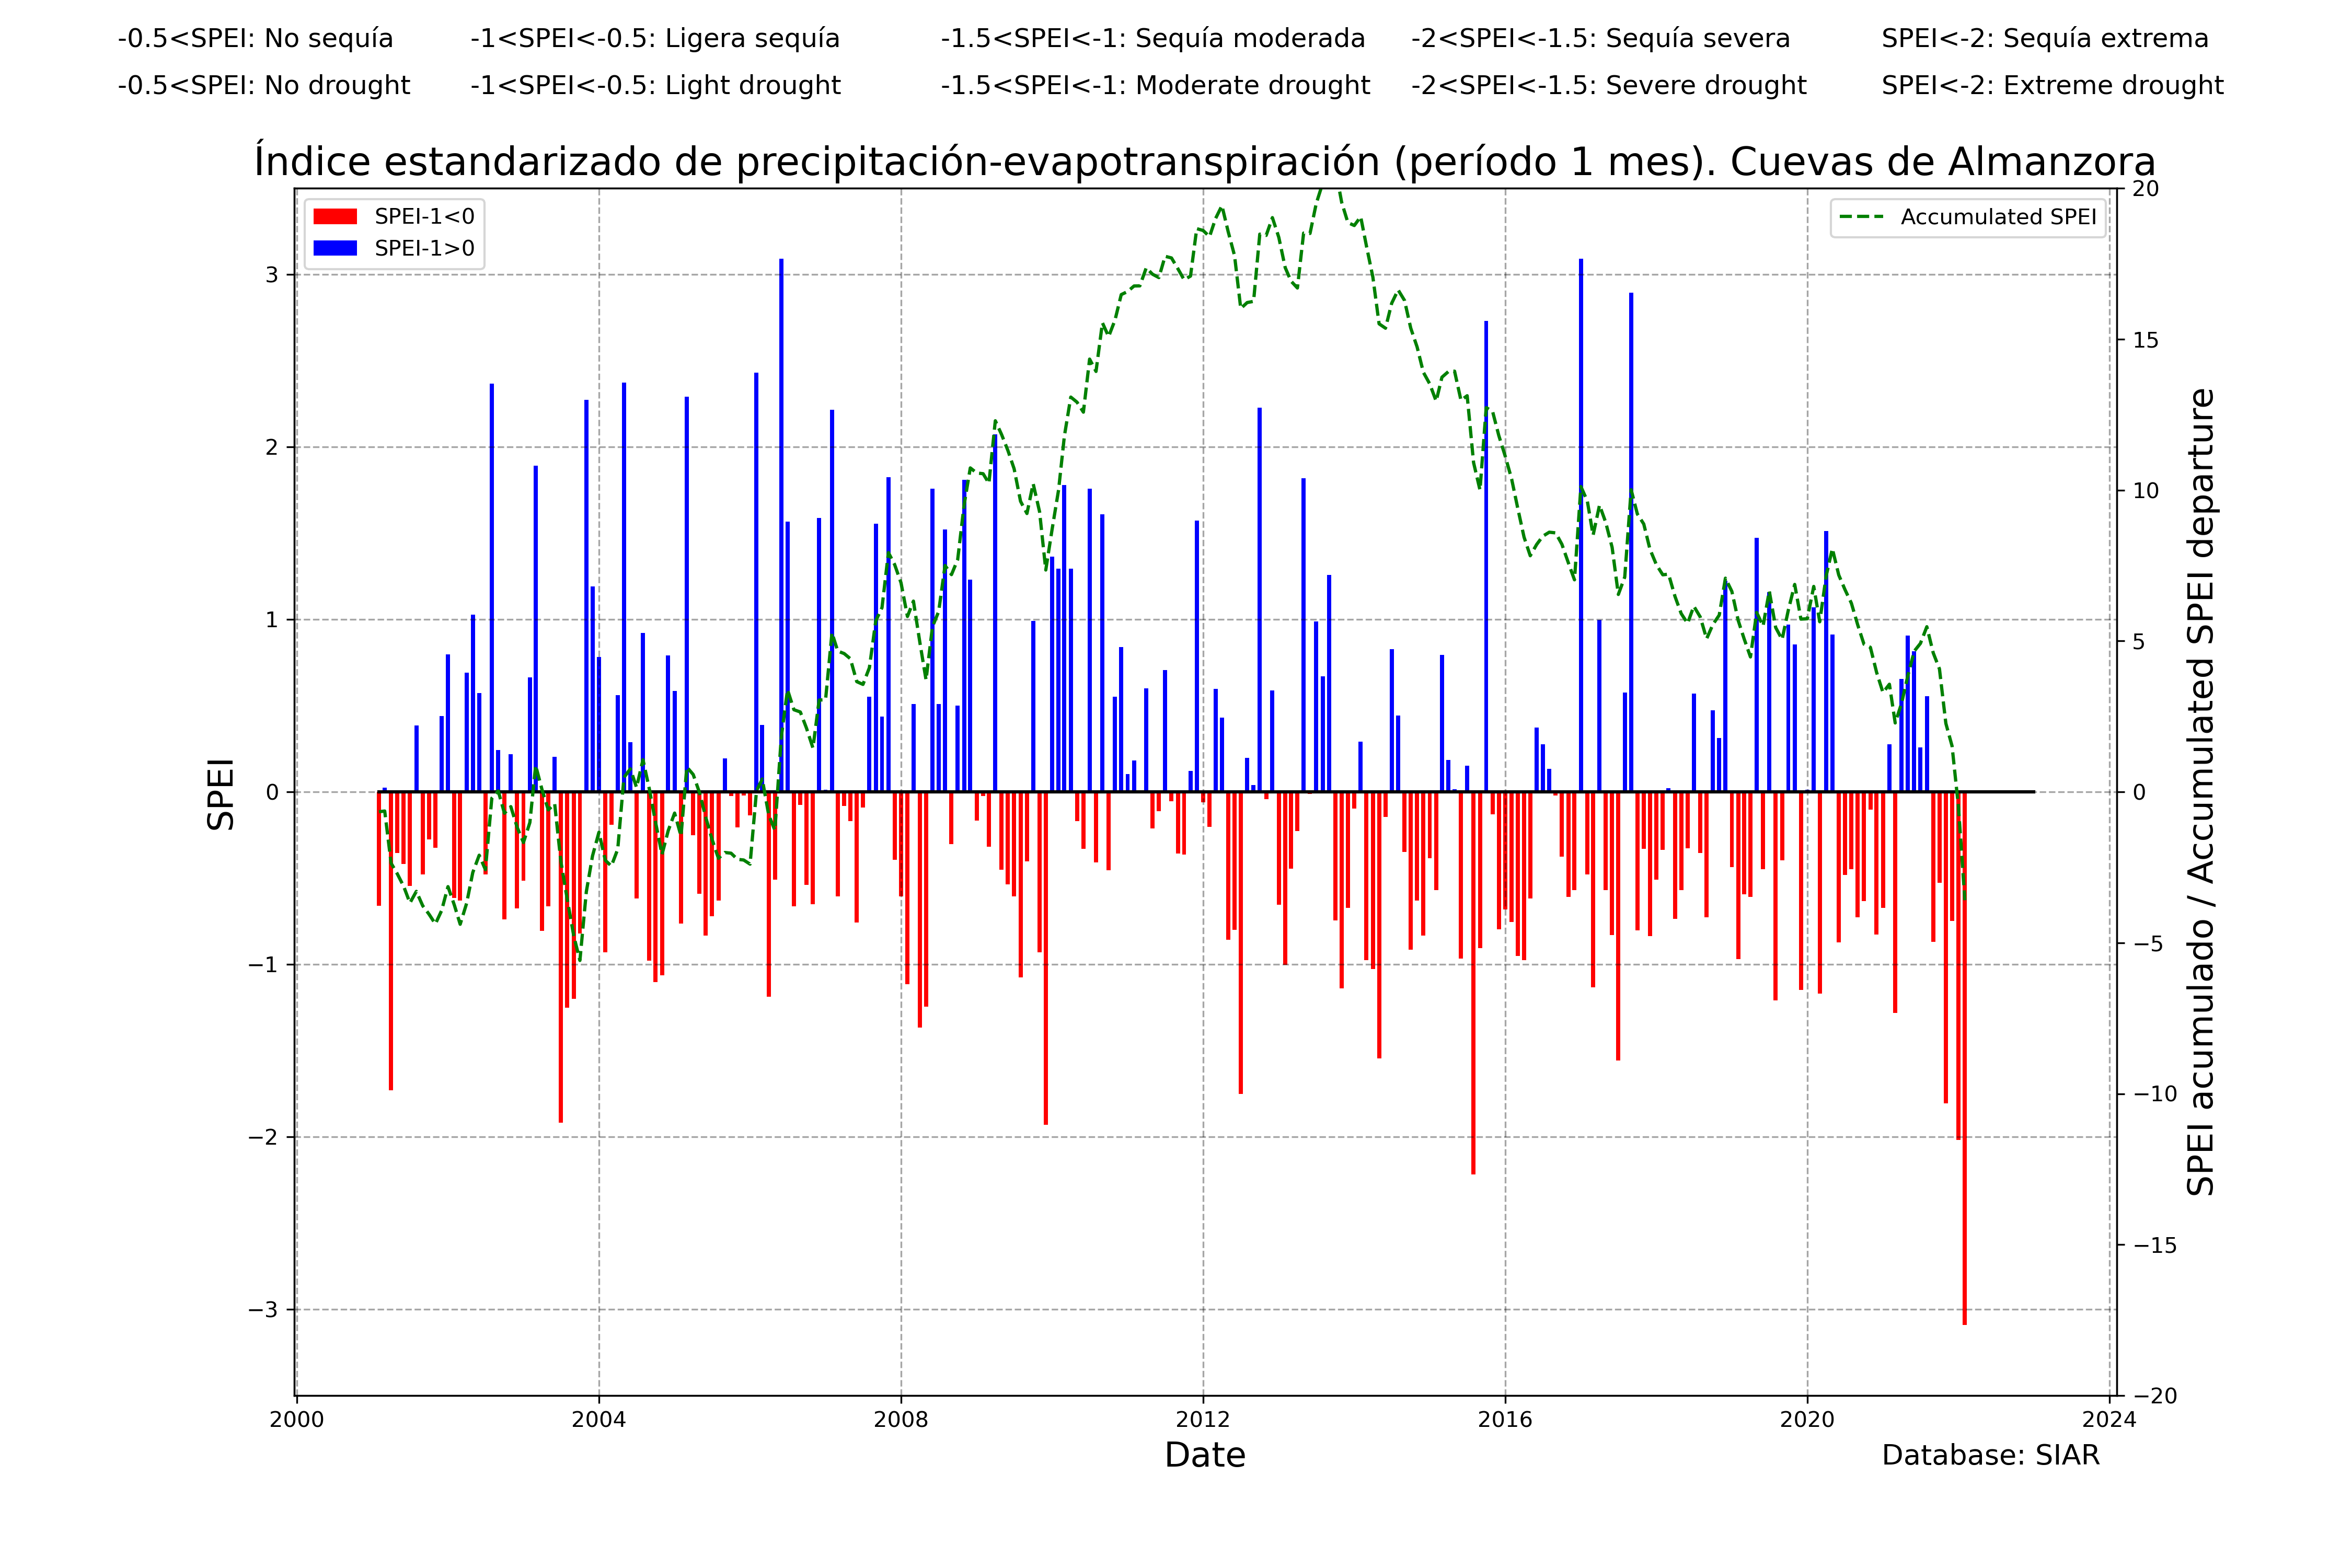 -0.5<SPEI: No sequía -1<SPEI<-0.5: Ligera sequía -1.5<SPEI<-1: Sequía moderada -2<SPEI<-1.5: Sequía severa SPEI<-2: Sequía extrema
-0.5<SPEI: No drought -1<SPEI<-0.5: Light drought -1.5<SPEI<-1: Moderate drought -2<SPEI<-1.5: Severe drought SPEI<-2: Extreme drought
Índice estandarizado de precipitación-evapotranspiración (período 1 mes). Cuevas de Almanzora
SPEI-1<0
SPEI-1>0
Accumulated SPEI
SPEI
3
2
1
0
−1
−2
−3
20
15
10
5
0
−5
−10
−15
−20
SPEI acumulado / Accumulated SPEI departure
2000 2004 2008 2012 2016 2020 2024
Date
Database: SIAR